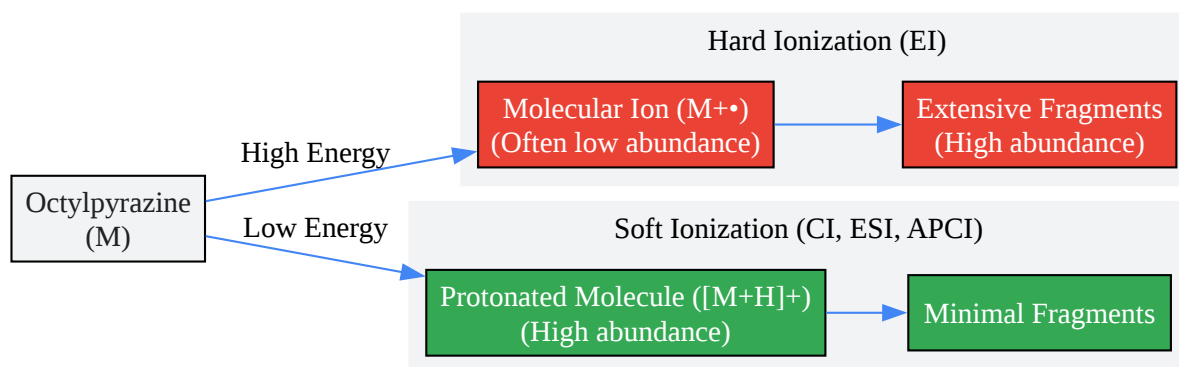 Hard Ionization (EI)
Molecular Ion (M+•)
(Often low abundance)
Extensive Fragments
(High abundance)
High Energy
Octylpyrazine
(M)
Low Energy
Soft Ionization (CI, ESI, APCI)
Protonated Molecule ([M+H]+)
(High abundance)
Minimal Fragments